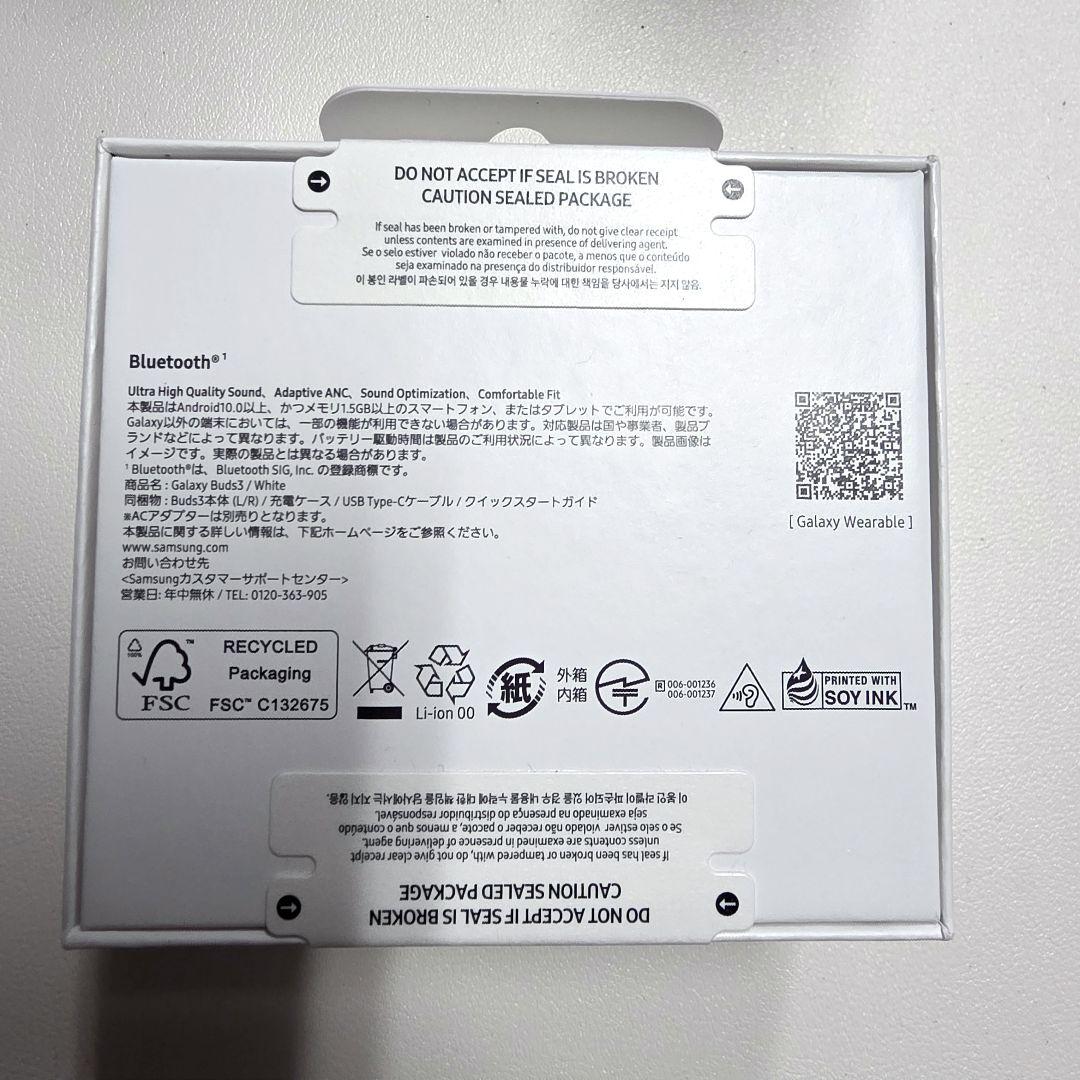 DO NOT ACCEPT IF SEAL IS BROKEN
CAUTION SEALED PACKAGE
If seal has been broken or tampered with, do not give clear receipt
unless contents are examined in presence of delivering agent.
Se o selo estiver violado não receber o pacote, a menos que o conteúdo
seja examinado na presença do distribuidor responsável.
이 봉인 라벨이 파손되어 있을 경우 내용물 누락에 대한 책임을 당사에서는 지지 않음.
Bluetooth®¹
Ultra High Quality Sound、Adaptive ANC、Sound Optimization、Comfortable Fit
本製品はAndroid10.0以上、かつメモリ1.5GB以上のスマートフォン、またはタブレットでご利用が可能です。
Galaxy以外の端末においては、一部の機能が利用できない場合があります。対応製品は国や事業者、製品ブ
ランドなどによって異なります。バッテリー駆動時間は製品のご利用状況によって異なります。製品画像は
イメージです。実際の製品とは異なる場合があります。
¹ Bluetooth®は、Bluetooth SIG, Inc. の登録商標です。
商品名 : Galaxy Buds3 / White
同梱物 : Buds3本体 (L/R) / 充電ケース / USB Type-Cケーブル / クイックスタートガイド
※ACアダプターは別売りとなります。
本製品に関する詳しい情報は、下記ホームページをご参照ください。
www.samsung.com
お問い合わせ先
<Samsungカスタマーサポートセンター>
営業日: 年中無休 / TEL: 0120-363-905
[ Galaxy Wearable ]
100%
™
FSC
RECYCLED
Packaging
FSC™ C132675
Li-ion 00
紙
外箱
内箱
R 006-001236
006-001237
PRINTED WITH
SOY INK TM
이 봉인 라벨이 파손되어 있을 경우 내용물 누락에 대한 책임을 당사에서는 지지 않음.
seja examinado na presença do distribuidor responsável.
Se o selo estiver violado não receber o pacote, a menos que o conteúdo
unless contents are examined in presence of delivering agent.
If seal has been broken or tampered with, do not give clear receipt
CAUTION SEALED PACKAGE
DO NOT ACCEPT IF SEAL IS BROKEN